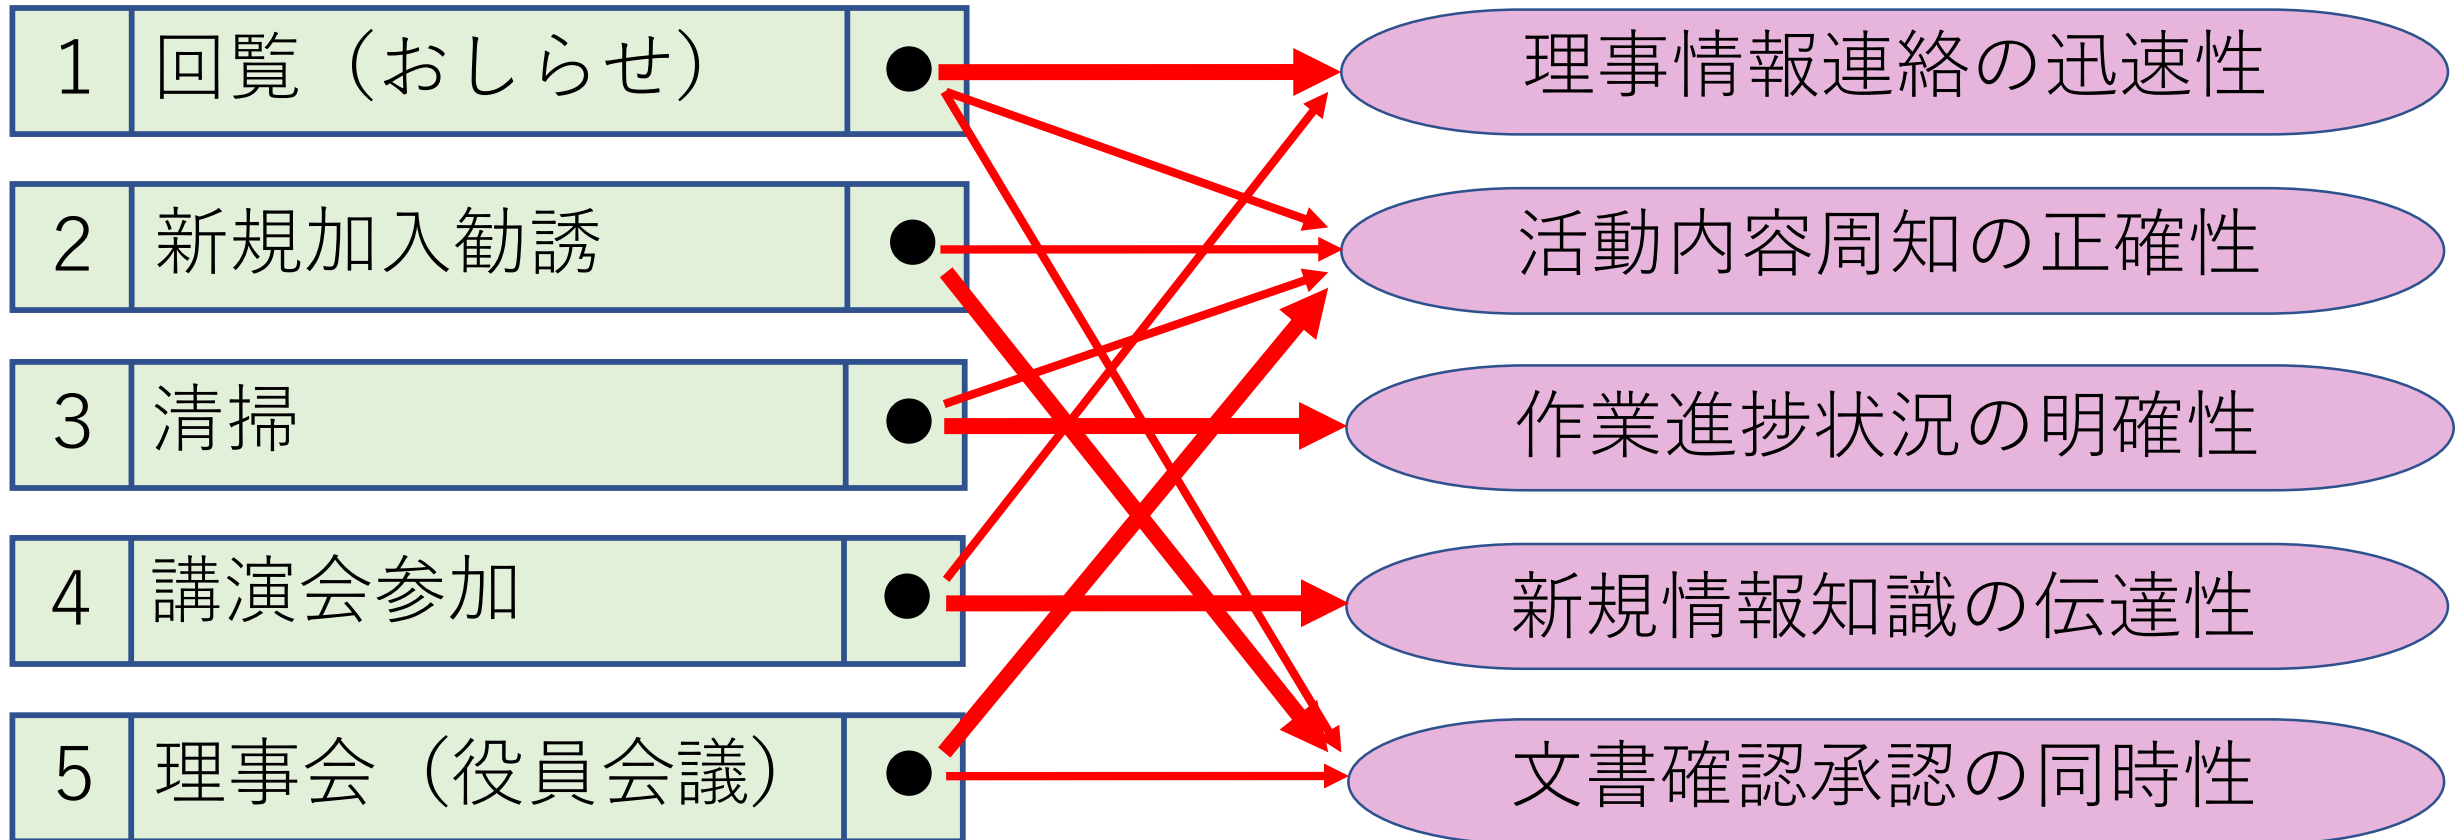 1 回覧（おしらせ） 理事情報連絡の迅速性
2 新規加入勧誘 活動内容周知の正確性
3 清掃 作業進捗状況の明確性
4 講演会参加 新規情報知識の伝達性
5 理事会（役員会議） 文書確認承認の同時性